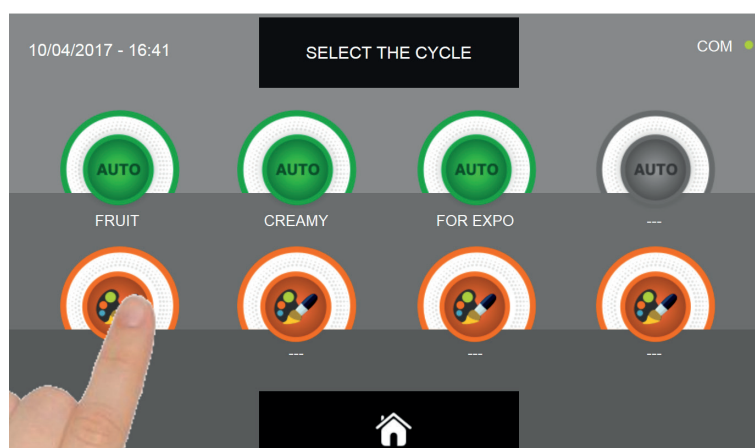 10/04/2017 - 16:41
SELECT THE CYCLE
COM
AUTO AUTO AUTO AUTO
FRUIT CREAMY FOR EXPO ---
--- --- ---